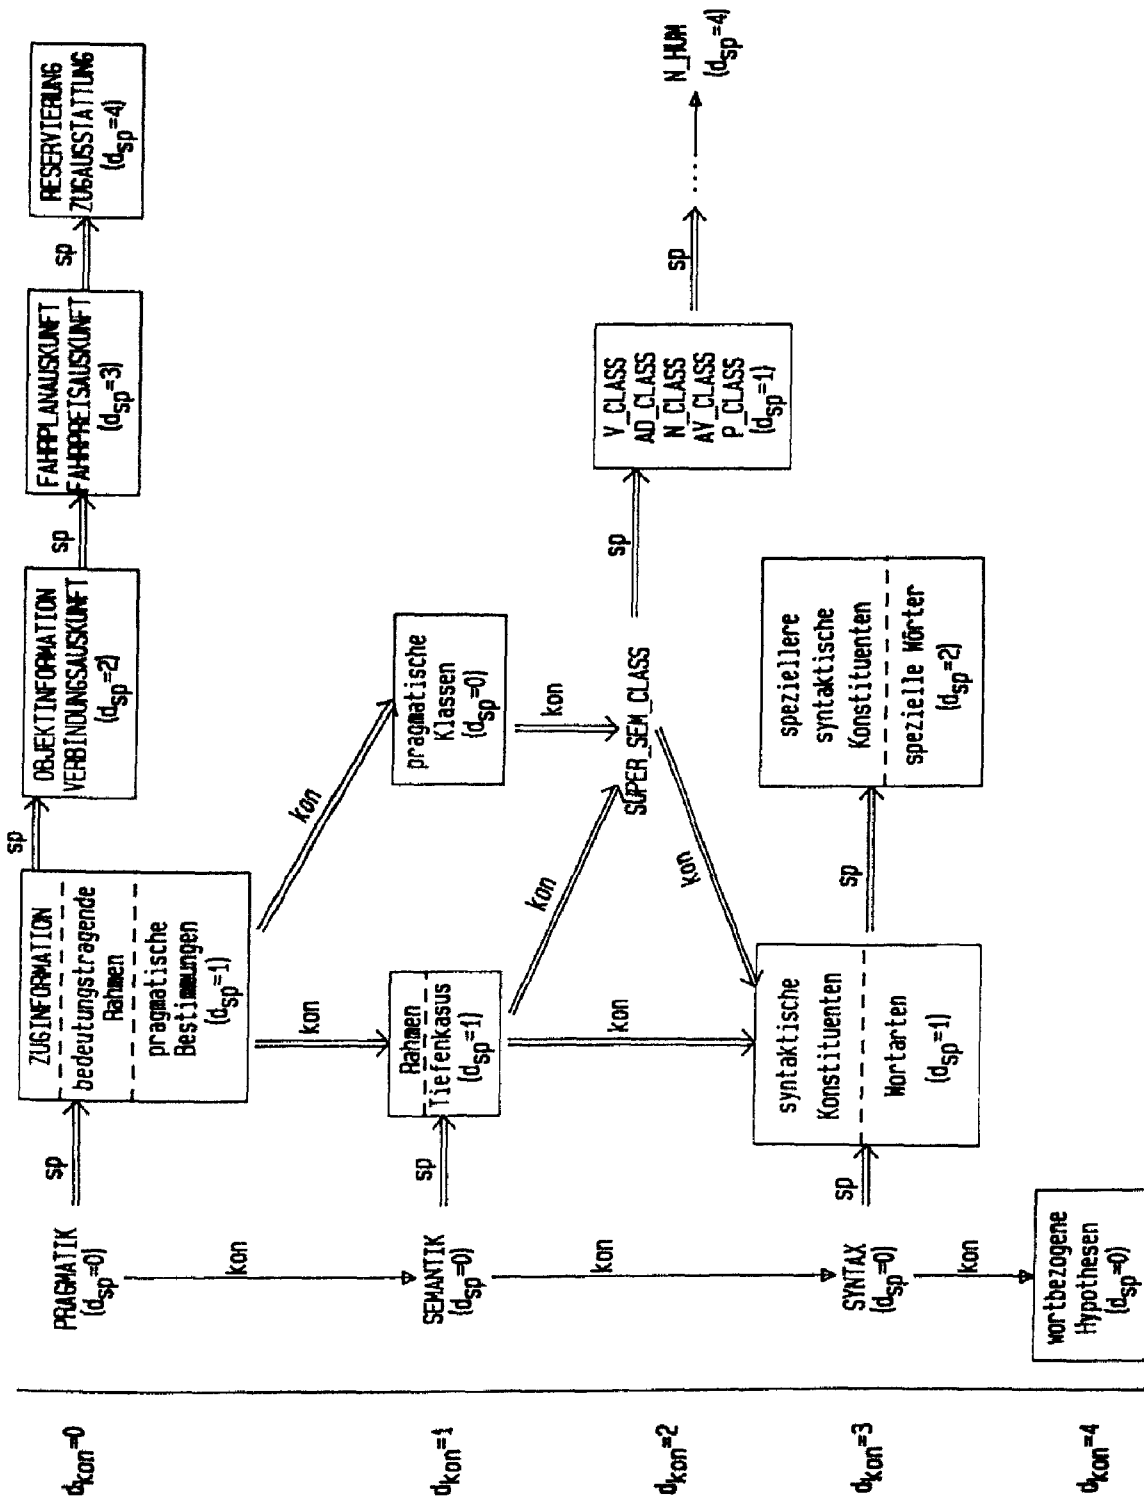 d_kon=0
PRAGMATIK
(d_sp=0)
sp
ZUGINFORMATION
bedeutungstragende
Rahmen
pragmatische
Bestimmungen
(d_sp=1)
sp
OBJEKTINFORMATION
VERBINDUNGSAUSKUNFT
(d_sp=2)
sp
FAHRPLANAUSKUNFT
FAHRPREISAUSKUNFT
(d_sp=3)
sp
RESERVIERUNG
ZUGAUSSTATTUNG
(d_sp=4)
kon
kon
kon
d_kon=1
SEMANTIK
(d_sp=0)
sp
Rahmen
Tiefenkasus
(d_sp=1)
pragmatische
Klassen
(d_sp=0)
kon
kon
kon
kon
d_kon=2
SUPER_SEM_CLASS
sp
V_CLASS
AD_CLASS
N_CLASS
AV_CLASS
P_CLASS
(d_sp=1)
sp
...
N_HUM
(d_sp=4)
kon
d_kon=3
SYNTAX
(d_sp=0)
sp
syntaktische
Konstituenten
Wortarten
(d_sp=1)
sp
speziellere
syntaktische
Konstituenten
spezielle Wörter
(d_sp=2)
kon
d_kon=4
wortbezogene
Hypothesen
(d_sp=0)